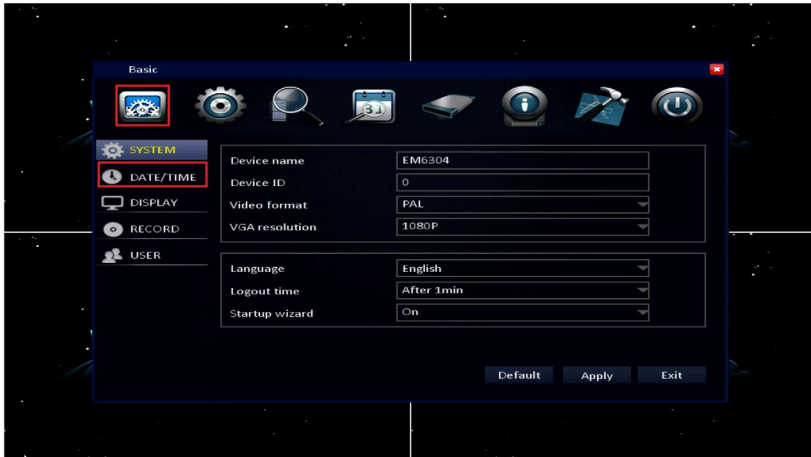 Basic
31
SYSTEM
DATE/TIME
DISPLAY
RECORD
USER
Device name EM6304
Device ID 0
Video format PAL
VGA resolution 1080P
Language English
Logout time After 1min
Startup wizard On
Default Apply Exit